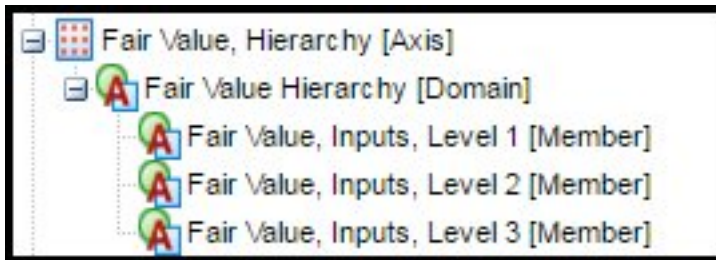 Fair Value, Hierarchy [Axis]
Fair Value Hierarchy [Domain]
Fair Value, Inputs, Level 1 [Member]
Fair Value, Inputs, Level 2 [Member]
Fair Value, Inputs, Level 3 [Member]